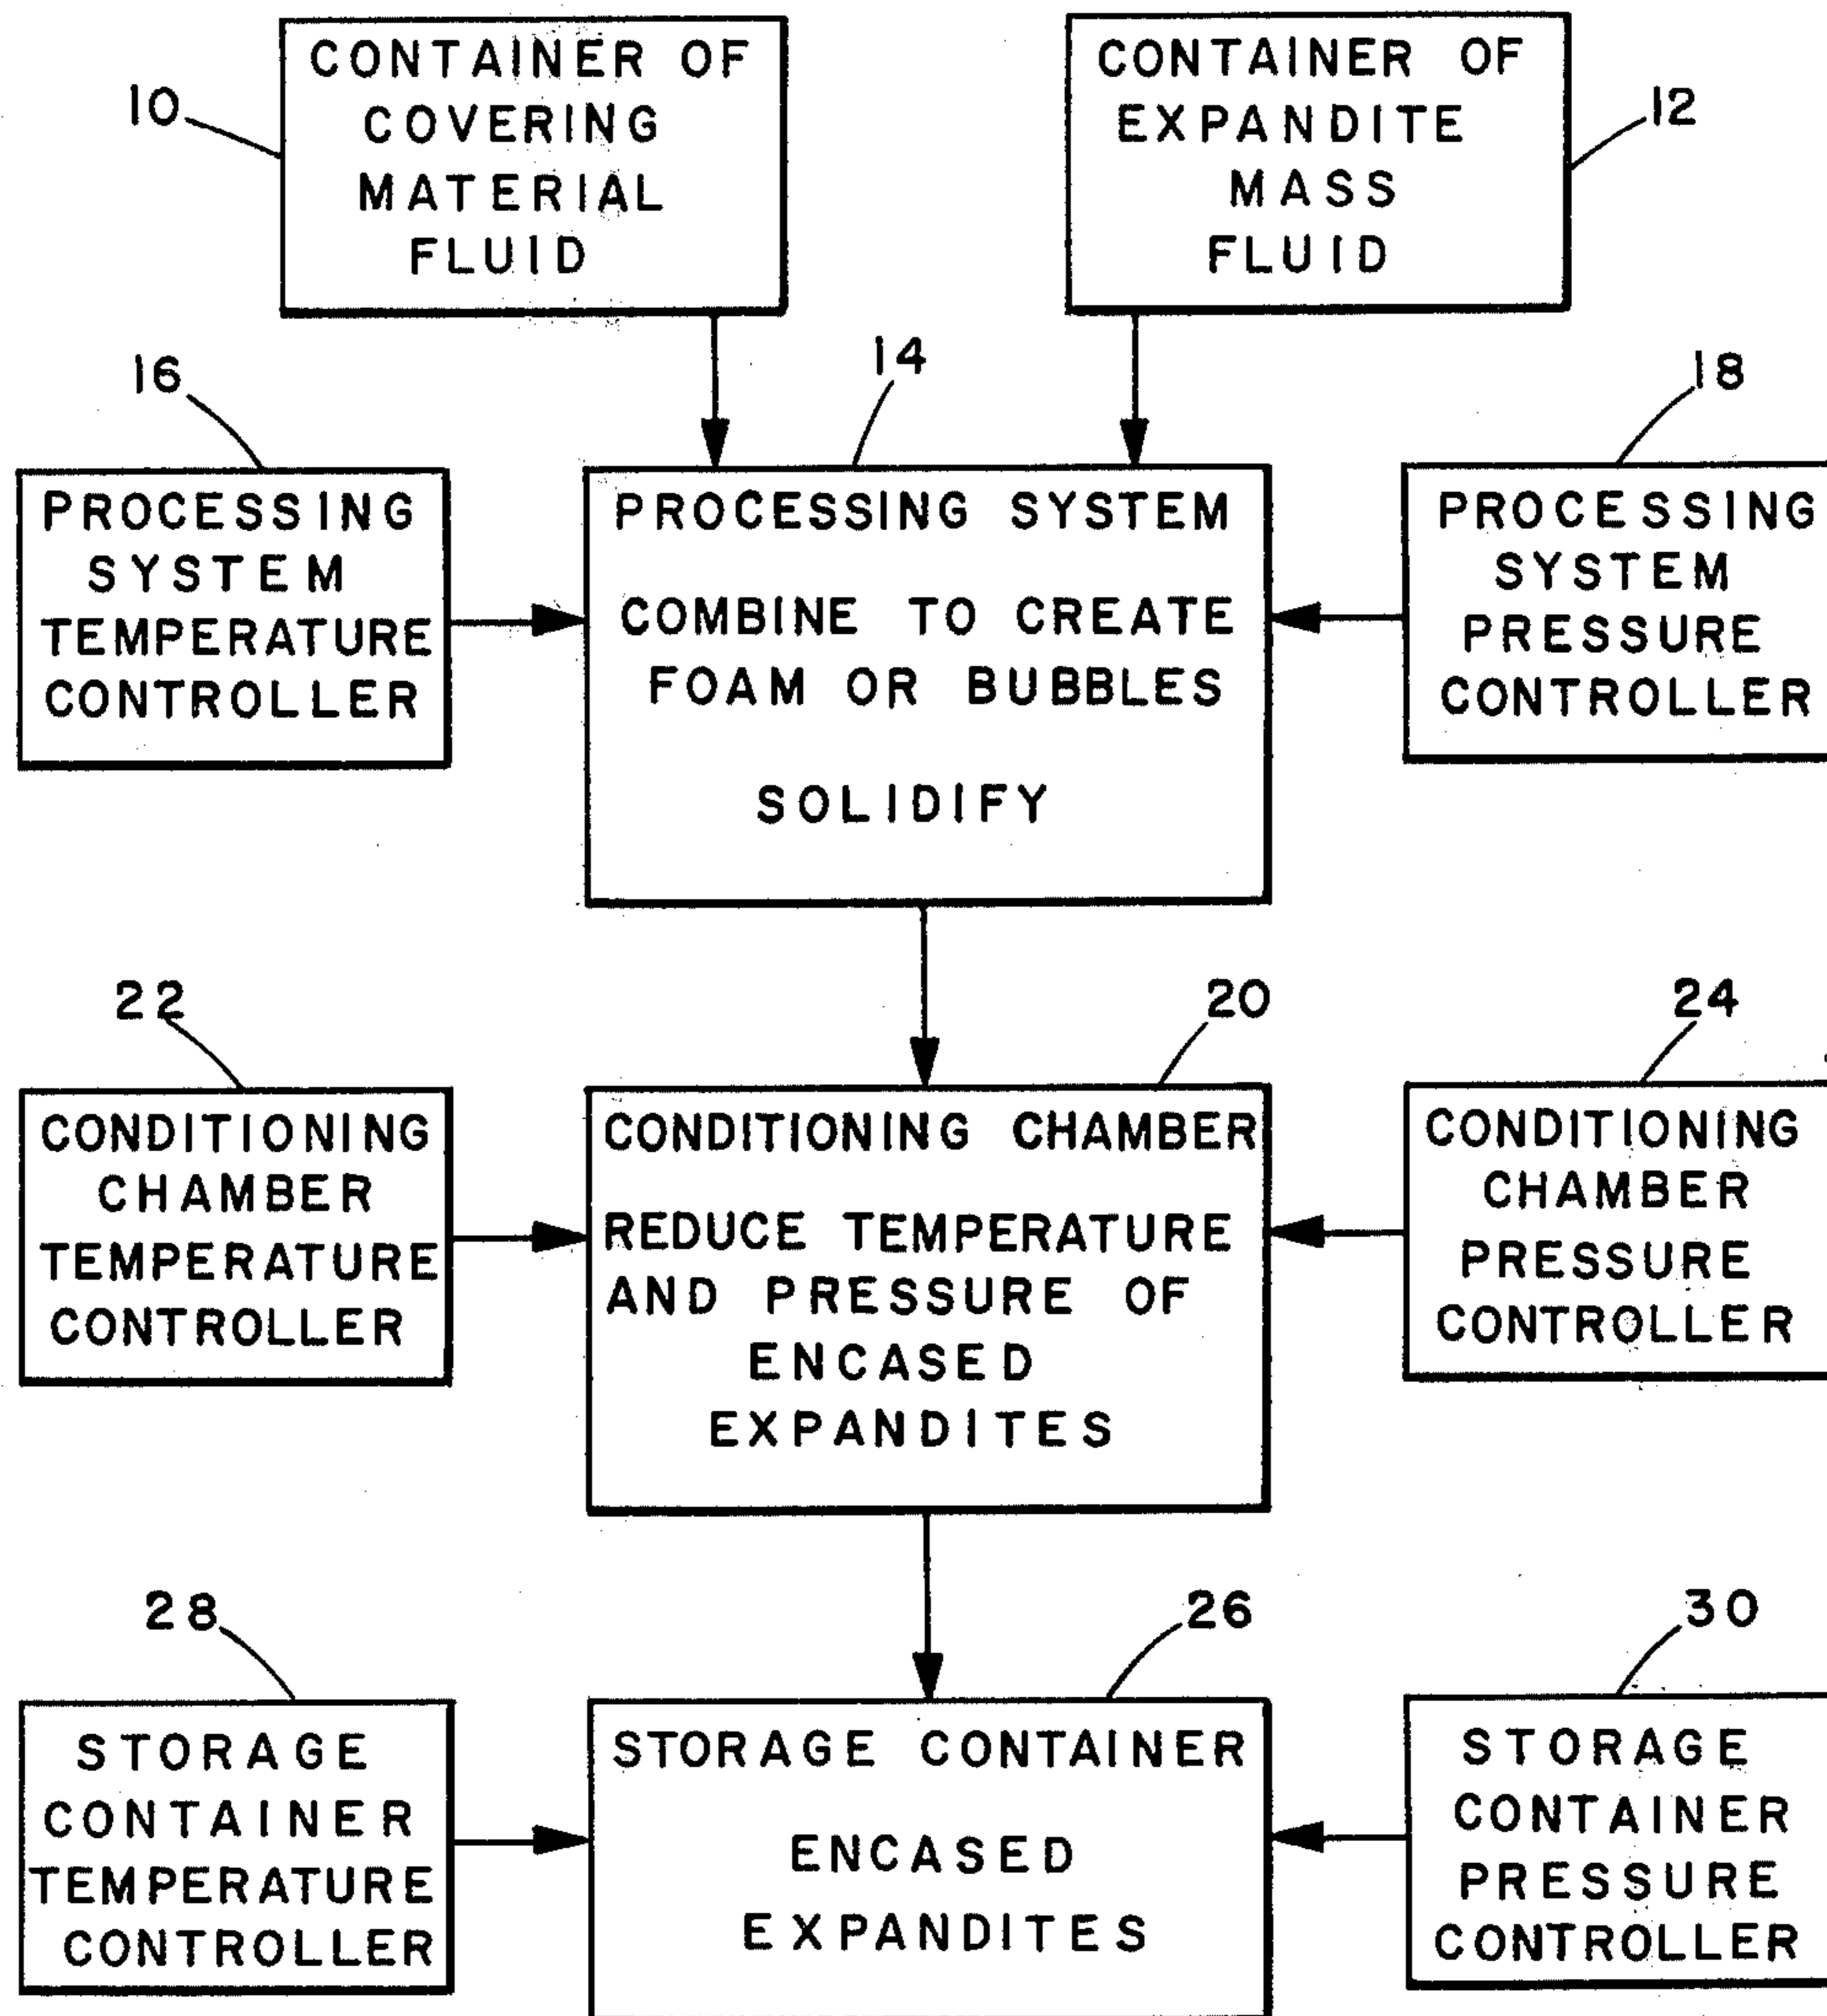 CONTAINER OF
COVERING
MATERIAL
FLUID
10
CONTAINER OF
EXPANDITE
MASS
FLUID
12
16
14
18
PROCESSING
SYSTEM
TEMPERATURE
CONTROLLER
PROCESSING SYSTEM
COMBINE TO CREATE
FOAM OR BUBBLES
SOLIDIFY
PROCESSING
SYSTEM
PRESSURE
CONTROLLER
22
20
24
CONDITIONING
CHAMBER
TEMPERATURE
CONTROLLER
CONDITIONING CHAMBER
REDUCE TEMPERATURE
AND PRESSURE OF
ENCASED
EXPANDITES
CONDITIONING
CHAMBER
PRESSURE
CONTROLLER
28
26
30
STORAGE
CONTAINER
TEMPERATURE
CONTROLLER
STORAGE CONTAINER
ENCASED
EXPANDITES
STORAGE
CONTAINER
PRESSURE
CONTROLLER